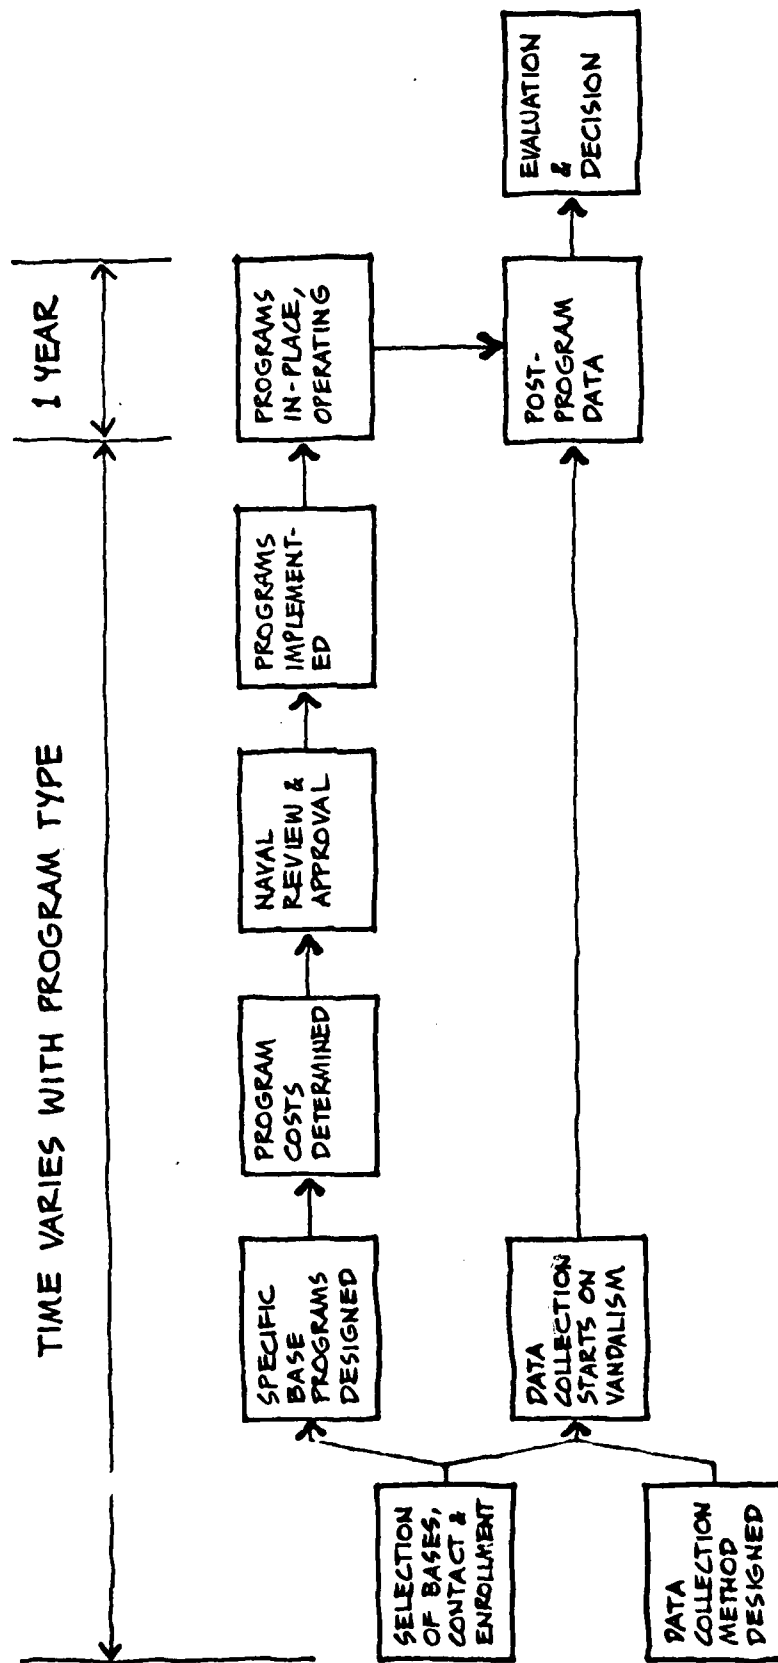 TIME VARIES WITH PROGRAM TYPE
1 YEAR
SELECTION
OF BASES,
CONTACT &
ENROLLMENT
DATA
COLLECTION
METHOD
DESIGNED
SPECIFIC
BASE
PROGRAMS
DESIGNED
DATA
COLLECTION
STARTS ON
VANDALISM
PROGRAM
COSTS
DETERMINED
NAVAL
REVIEW &
APPROVAL
PROGRAMS
IMPLEMENT-
ED
PROGRAMS
IN-PLACE,
OPERATING
POST-
PROGRAM
DATA
EVALUATION
&
DECISION